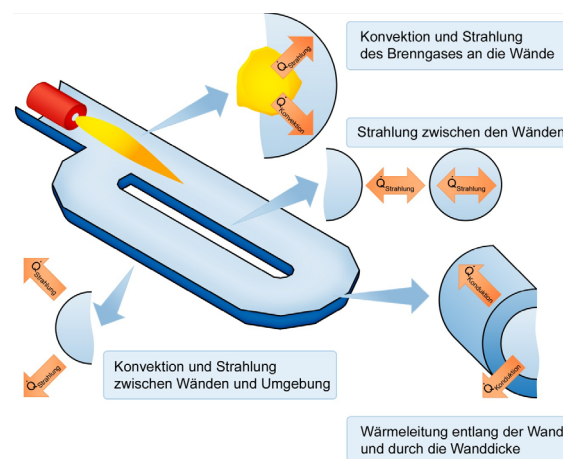 Konvektion und Strahlung
des Brenngases an die Wände
Q̇Strahlung
Q̇Konvektion
Strahlung zwischen den Wänden
Q̇Strahlung
Q̇Strahlung
Q̇Strahlung
Q̇Strahlung
Konvektion und Strahlung
zwischen Wänden und Umgebung
Q̇Konduktion
Q̇Konduktion
Wärmeleitung entlang der Wand
und durch die Wanddicke